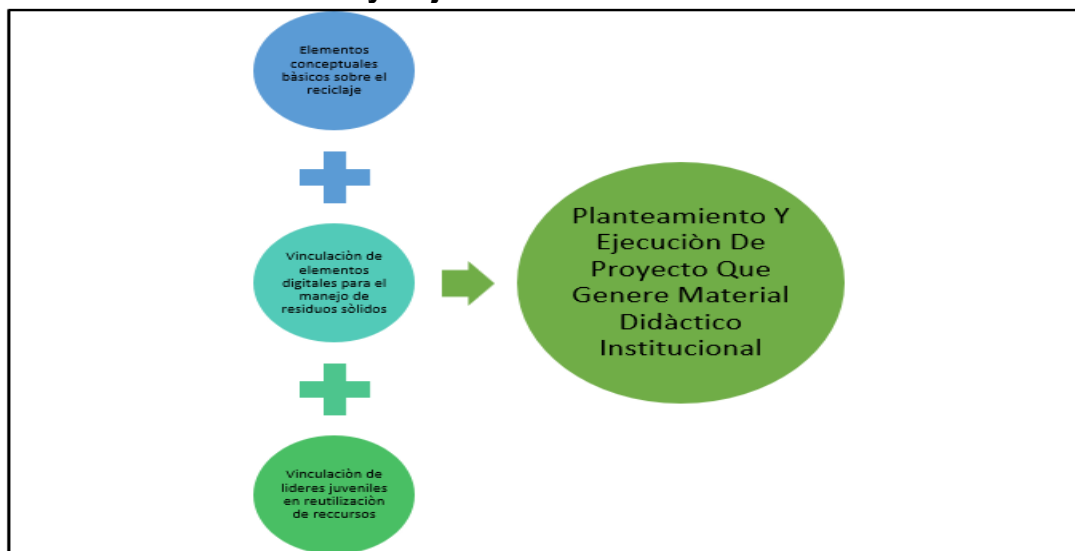 Elementos
conceptuales
bàsicos sobre el
reciclaje
Vinculaciòn de
elementos
digitales para el
manejo de
residuos sòlidos
Vinculaciòn de
lideres juveniles
en reutilizaciòn
de reccursos
Planteamiento Y
Ejecuciòn De
Proyecto Que
Genere Material
Didàctico
Institucional